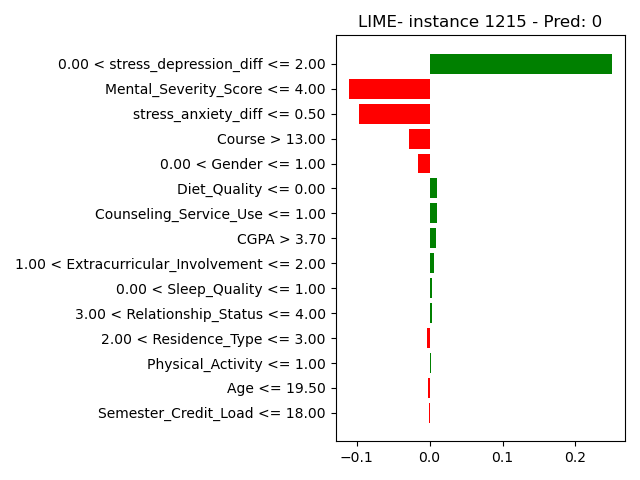 LIME- instance 1215 - Pred: 0
0.00 < stress_depression_diff <= 2.00
Mental_Severity_Score <= 4.00
stress_anxiety_diff <= 0.50
Course > 13.00
0.00 < Gender <= 1.00
Diet_Quality <= 0.00
Counseling_Service_Use <= 1.00
CGPA > 3.70
1.00 < Extracurricular_Involvement <= 2.00
0.00 < Sleep_Quality <= 1.00
3.00 < Relationship_Status <= 4.00
2.00 < Residence_Type <= 3.00
Physical_Activity <= 1.00
Age <= 19.50
Semester_Credit_Load <= 18.00
−0.1 0.0 0.1 0.2